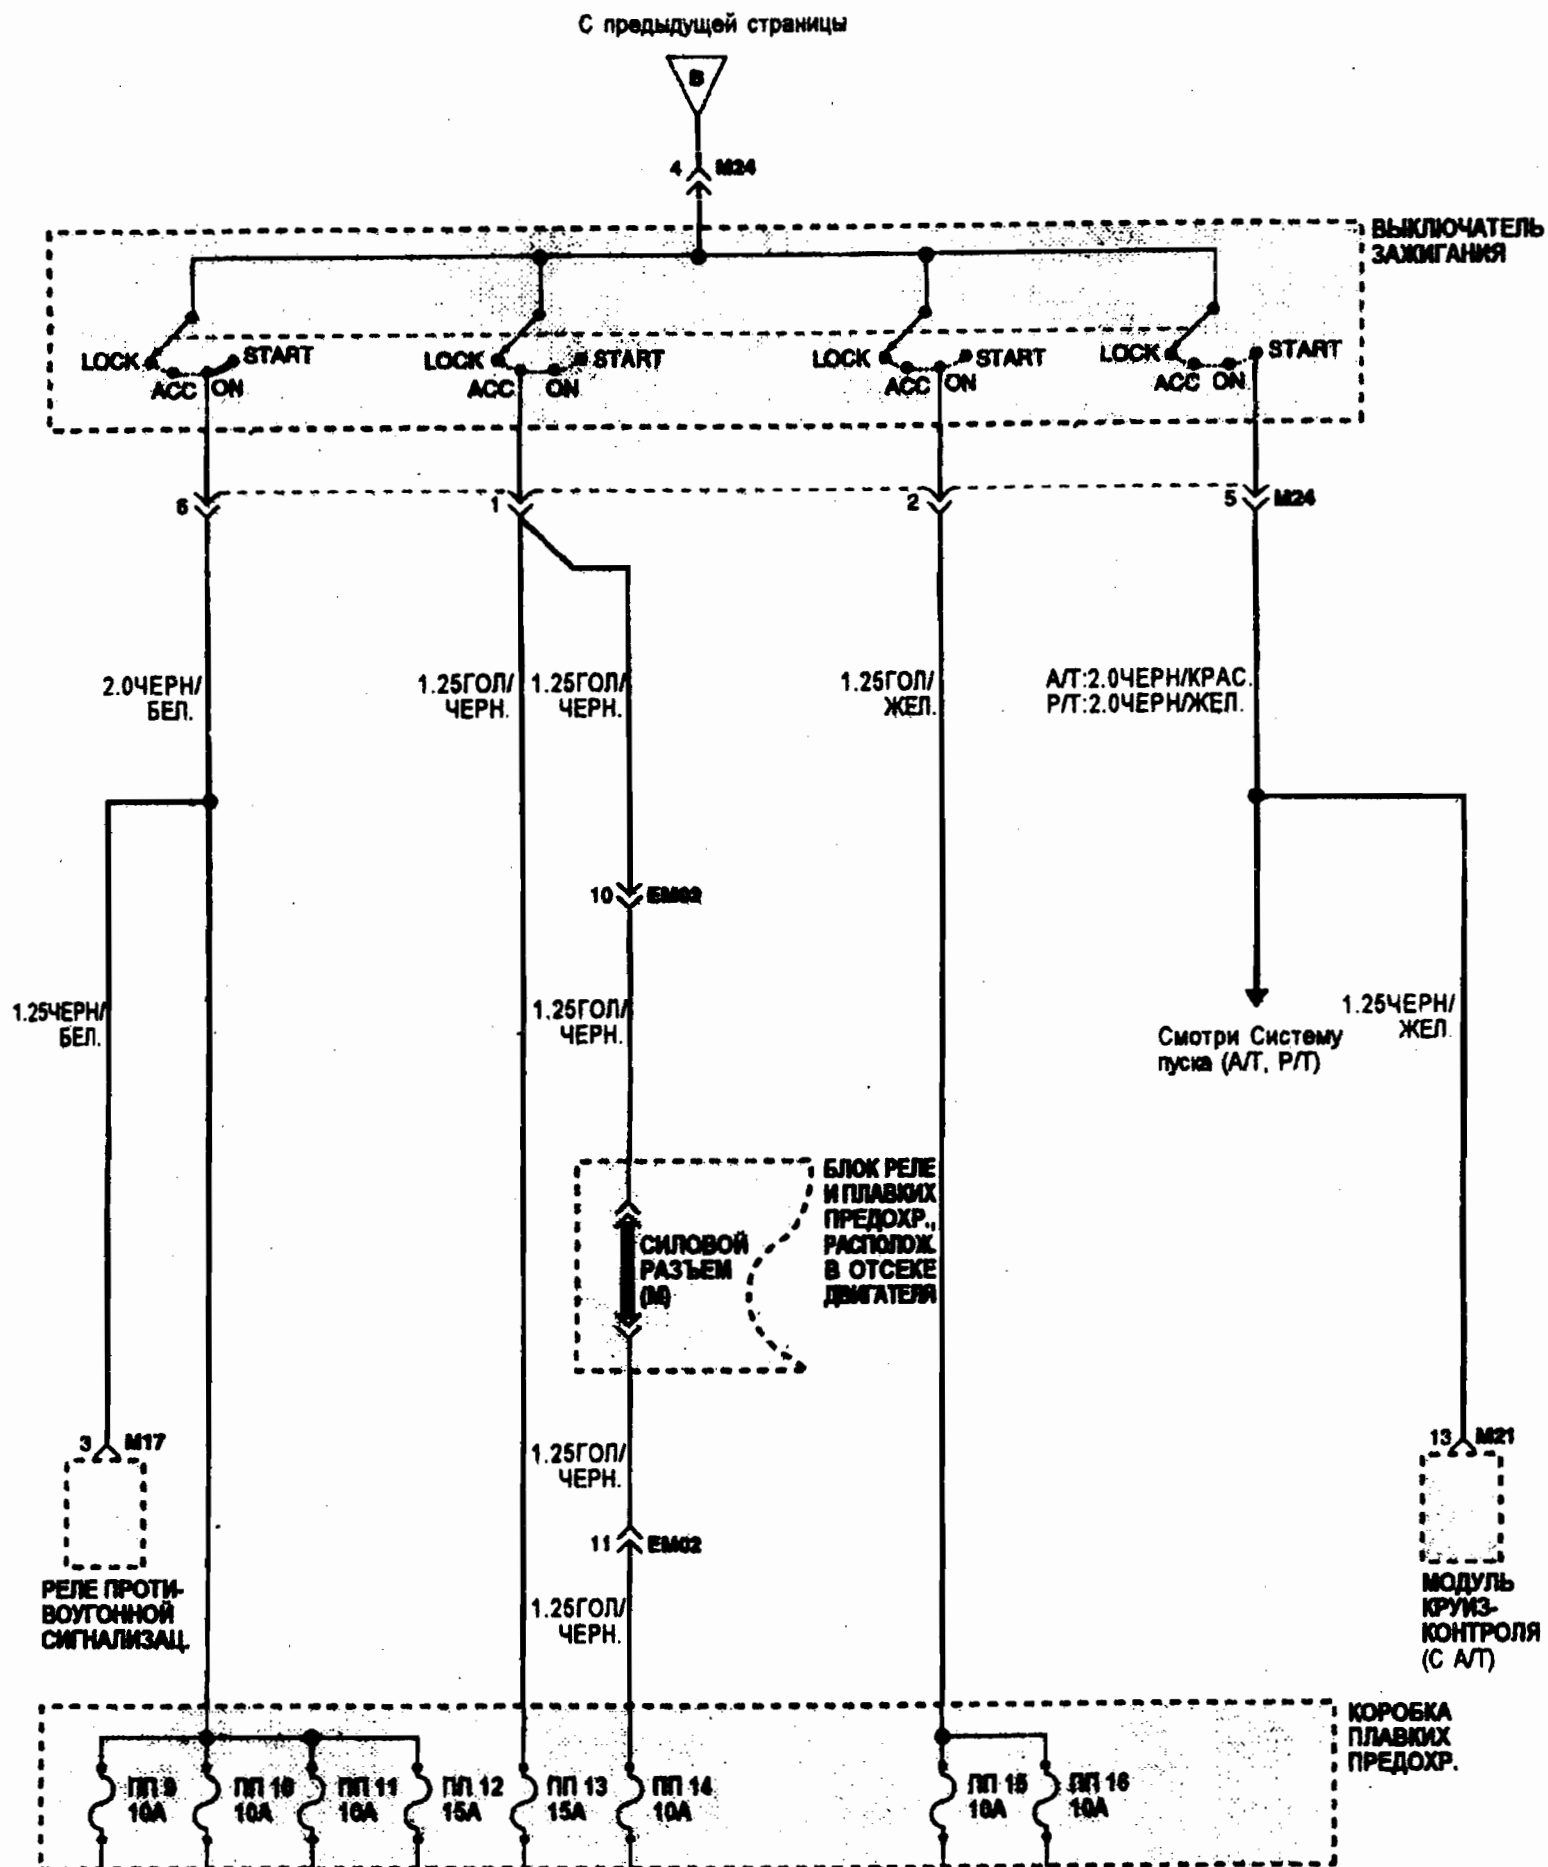 С предыдущей страницы
В
4 M24
ВЫКЛЮЧАТЕЛЬ
ЗАЖИГАНИЯ
LOCK ACC ON START
LOCK ACC ON START
LOCK ACC ON START
LOCK ACC ON START
6
1
2
5 M24
2.0ЧЕРН/
БЕЛ.
1.25ГОЛ/
ЧЕРН.
1.25ГОЛ/
ЧЕРН.
1.25ГОЛ/
ЖЕЛ.
А/Т:2.0ЧЕРН/КРАС.
Р/Т:2.0ЧЕРН/ЖЕЛ.
10 EM02
1.25ЧЕРН/
БЕЛ.
1.25ГОЛ/
ЧЕРН.
Смотри Систему
пуска (А/Т, Р/Т)
1.25ЧЕРН/
ЖЕЛ.
СИЛОВОЙ
РАЗЪЕМ
(М)
БЛОК РЕЛЕ
И ПЛАВКИХ
ПРЕДОХР.,
РАСПОЛОЖ.
В ОТСЕКЕ
ДВИГАТЕЛЯ
3 M17
1.25ГОЛ/
ЧЕРН.
13 M21
11 EM02
РЕЛЕ ПРОТИ-
ВОУГОННОЙ
СИГНАЛИЗАЦ.
1.25ГОЛ/
ЧЕРН.
МОДУЛЬ
КРУИЗ-
КОНТРОЛЯ
(С А/Т)
КОРОБКА
ПЛАВКИХ
ПРЕДОХР.
ПП 9
10А
ПП 10
10А
ПП 11
10А
ПП 12
15А
ПП 13
15А
ПП 14
10А
ПП 15
10А
ПП 16
10А